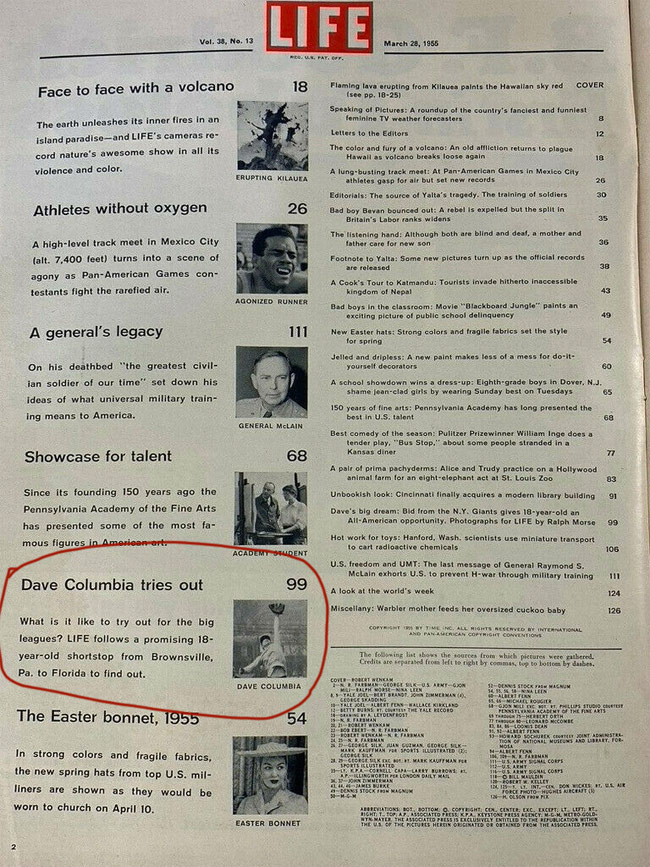 Vol. 38, No. 13
LIFE
REG. U.S. PAT. OFF.
March 28, 1955
Face to face with a volcano 18
The earth unleashes its inner fires in an
island paradise—and LIFE's cameras re-
cord nature's awesome show in all its
violence and color.
ERUPTING KILAUEA
Athletes without oxygen 26
A high-level track meet in Mexico City
(alt. 7,400 feet) turns into a scene of
agony as Pan-American Games con-
testants fight the rarefied air.
AGONIZED RUNNER
A general's legacy 111
On his deathbed "the greatest civil-
ian soldier of our time" set down his
ideas of what universal military train-
ing means to America.
GENERAL McLAIN
Showcase for talent 68
Since its founding 150 years ago the
Pennsylvania Academy of the Fine Arts
has presented some of the most fa-
mous figures in American art.
ACADEMY STUDENT
Dave Columbia tries out 99
What is it like to try out for the big
leagues? LIFE follows a promising 18-
year-old shortstop from Brownsville,
Pa. to Florida to find out.
DAVE COLUMBIA
The Easter bonnet, 1955 54
In strong colors and fragile fabrics,
the new spring hats from top U.S. mil-
liners are shown as they would be
worn to church on April 10.
EASTER BONNET
2
Flaming lava erupting from Kilauea paints the Hawaiian sky red COVER
(see pp. 18-25)
Speaking of Pictures: A roundup of the country's fanciest and funniest
feminine TV weather forecasters 8
Letters to the Editors 12
The color and fury of a volcano: An old affliction returns to plague
Hawaii as volcano breaks loose again 18
A lung-busting track meet: At Pan-American Games in Mexico City
athletes gasp for air but set new records 26
Editorials: The source of Yalta's tragedy. The training of soldiers 30
Bad boy Bevan bounced out: A rebel is expelled but the split in
Britain's Labor ranks widens 35
The listening hand: Although both are blind and deaf, a mother and
father care for new son 36
Footnote to Yalta: Some new pictures turn up as the official records
are released 38
A Cook's Tour to Katmandu: Tourists invade hitherto inaccessible
kingdom of Nepal 43
Bad boys in the classroom: Movie "Blackboard Jungle" paints an
exciting picture of public school delinquency 49
New Easter hats: Strong colors and fragile fabrics set the style
for spring 54
Jelled and dripless: A new paint makes less of a mess for do-it-
yourself decorators 60
A school showdown wins a dress-up: Eighth-grade boys in Dover, N.J.
shame jean-clad girls by wearing Sunday best on Tuesdays 65
150 years of fine arts: Pennsylvania Academy has long presented the
best in U.S. talent 68
Best comedy of the season: Pulitzer Prizewinner William Inge does a
tender play, "Bus Stop," about some people stranded in a
Kansas diner 77
A pair of prima pachyderms: Alice and Trudy practice on a Hollywood
animal farm for an eight-elephant act at St. Louis Zoo 83
Unbookish look: Cincinnati finally acquires a modern library building 91
Dave's big dream: Bid from the N.Y. Giants gives 18-year-old an
All-American opportunity. Photographs for LIFE by Ralph Morse 99
Hot work for toys: Hanford, Wash. scientists use miniature transport
to cart radioactive chemicals 106
U.S. freedom and UMT: The last message of General Raymond S.
McLain exhorts U.S. to prevent H-war through military training 111
A look at the world's week 124
Miscellany: Warbler mother feeds her oversized cuckoo baby 126
COPYRIGHT 1955 BY TIME INC. ALL RIGHTS RESERVED BY INTERNATIONAL
AND PAN-AMERICAN COPYRIGHT CONVENTIONS
The following list shows the sources from which pictures were gathered.
Credits are separated from left to right by commas, top to bottom by dashes.
COVER—ROBERT WENKAM